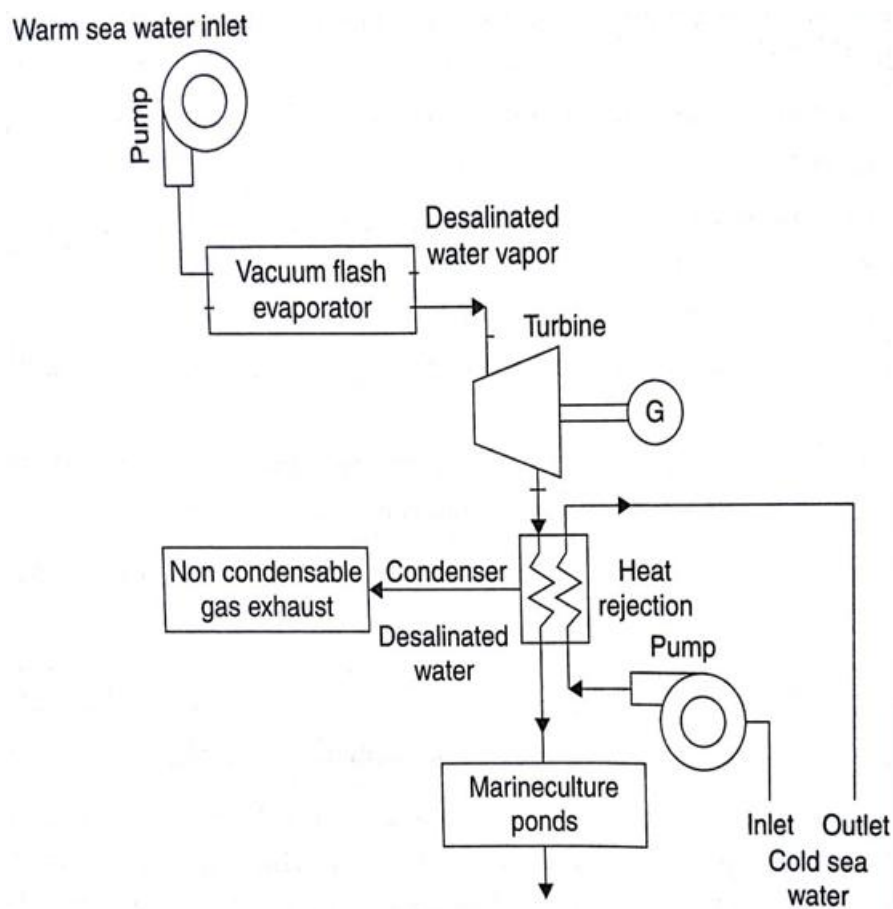 Warm sea water inlet
Pump
Desalinated
water vapor
Vacuum flash
evaporator
Turbine
G
Non condensable
gas exhaust
Condenser
Heat
rejection
Desalinated
water
Pump
Marineculture
ponds
Inlet
Outlet
Cold sea
water